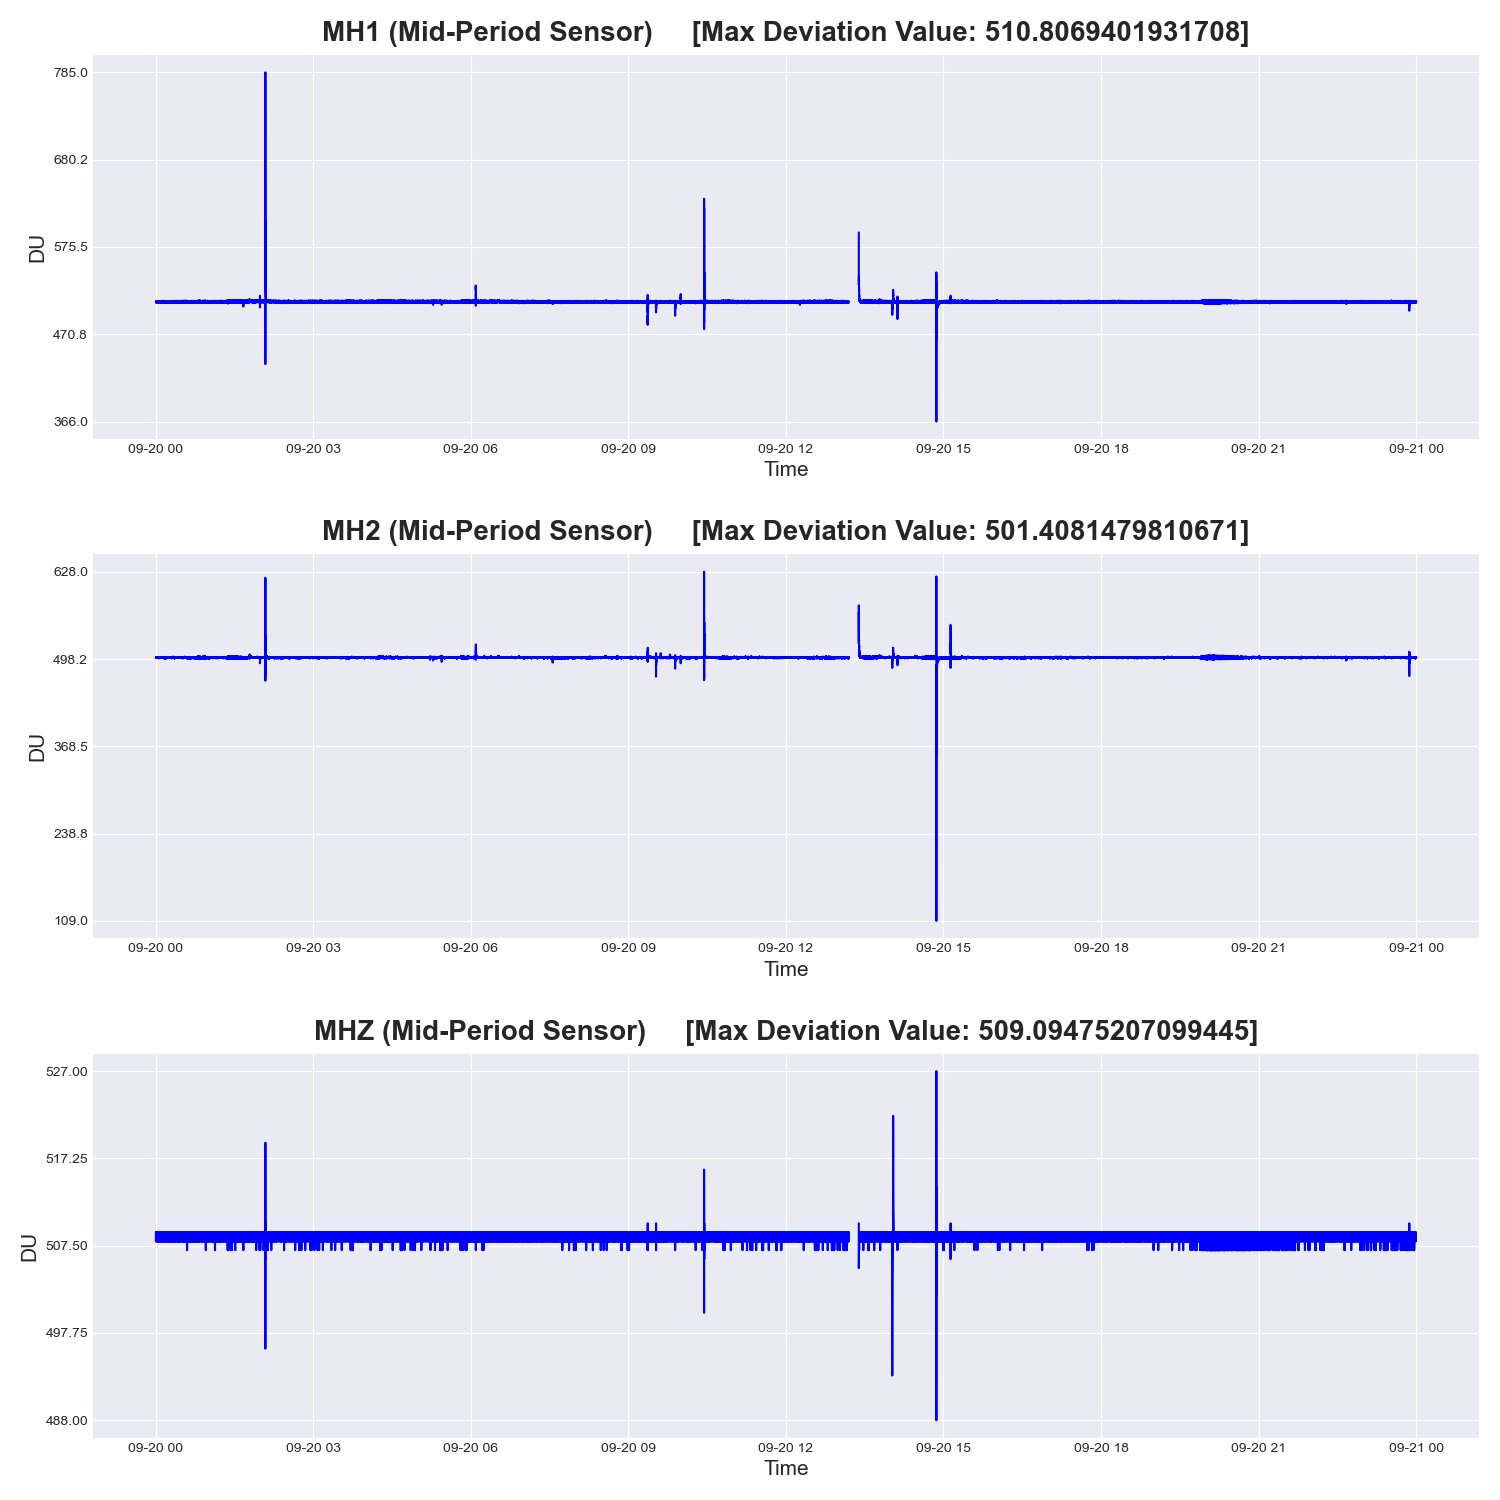 MH1 (Mid-Period Sensor) [Max Deviation Value: 510.8069401931708]
785.0
680.2
575.5
470.8
366.0
DU
09-20 00 09-20 03 09-20 06 09-20 09 09-20 12 09-20 15 09-20 18 09-20 21 09-21 00
Time
MH2 (Mid-Period Sensor) [Max Deviation Value: 501.4081479810671]
628.0
498.2
368.5
238.8
109.0
DU
09-20 00 09-20 03 09-20 06 09-20 09 09-20 12 09-20 15 09-20 18 09-20 21 09-21 00
Time
MHZ (Mid-Period Sensor) [Max Deviation Value: 509.09475207099445]
527.00
517.25
507.50
497.75
488.00
DU
09-20 00 09-20 03 09-20 06 09-20 09 09-20 12 09-20 15 09-20 18 09-20 21 09-21 00
Time